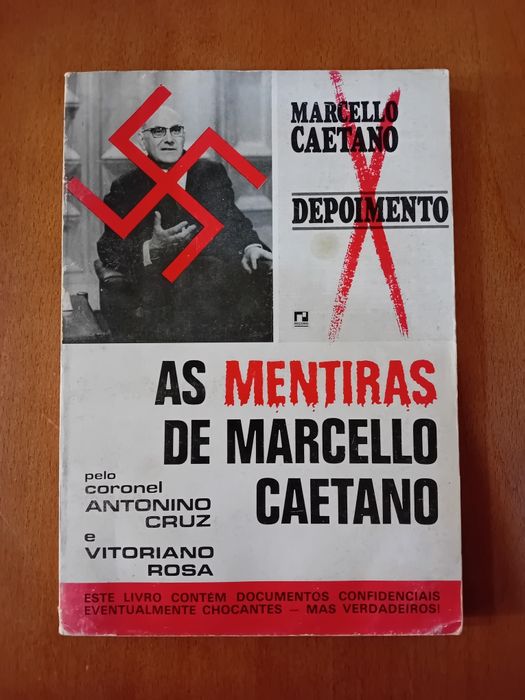 MARCELLO
CAETANO
DEPOIMENTO
AS MENTIRAS
DE MARCELLO
CAETANO
pelo
coronel
ANTONINO
CRUZ
e
VITORIANO
ROSA
ESTE LIVRO CONTÉM DOCUMENTOS CONFIDENCIAIS
EVENTUALMENTE CHOCANTES — MAS VERDADEIROS!